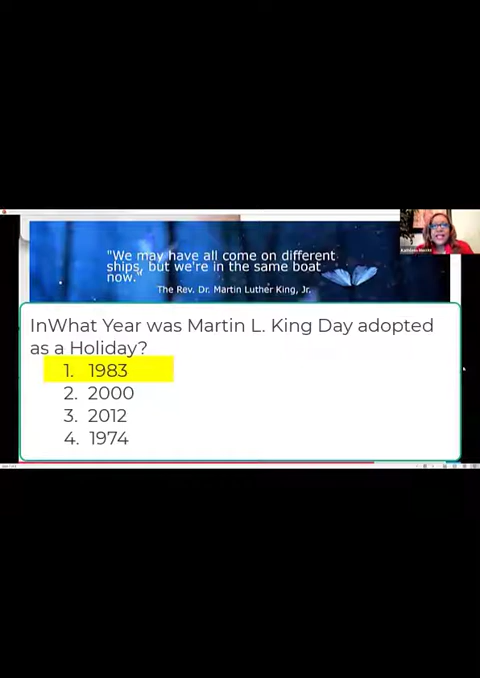 "We may have all come on different
ships, but we're in the same boat
now."
The Rev. Dr. Martin Luther King, Jr.
InWhat Year was Martin L. King Day adopted
as a Holiday?
1. 1983
2. 2000
3. 2012
4. 1974